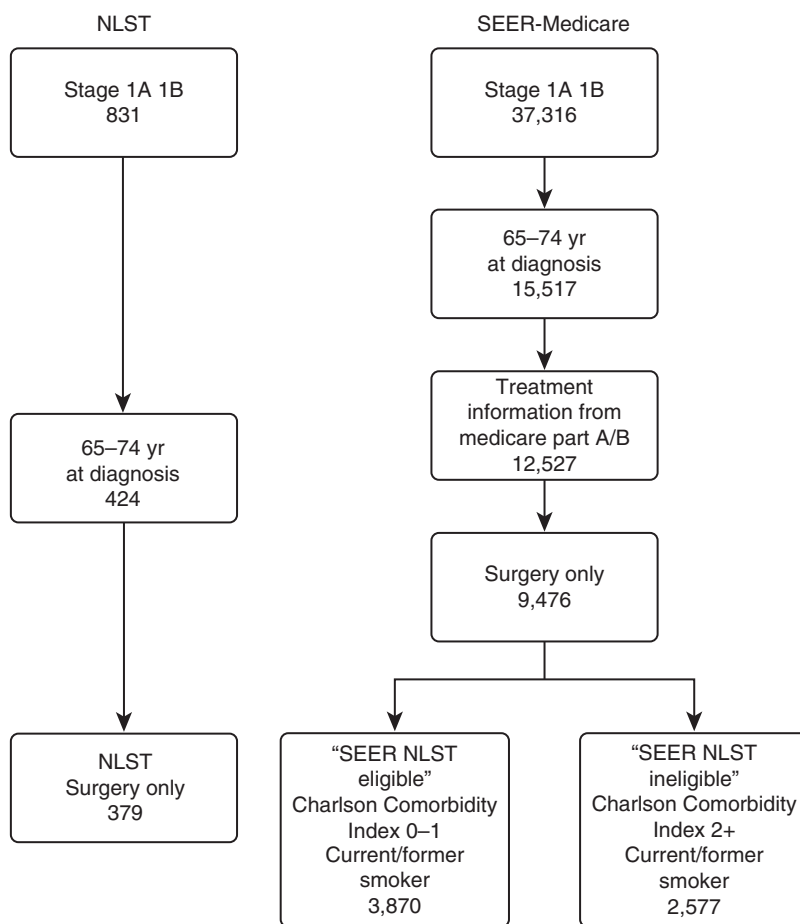 NLST
Stage 1A 1B
831
65–74 yr
at diagnosis
424
NLST
Surgery only
379
SEER-Medicare
Stage 1A 1B
37,316
65–74 yr
at diagnosis
15,517
Treatment
information from
medicare part A/B
12,527
Surgery only
9,476
“SEER NLST
eligible”
Charlson Comorbidity
Index 0–1
Current/former
smoker
3,870
“SEER NLST
ineligible”
Charlson Comorbidity
Index 2+
Current/former
smoker
2,577